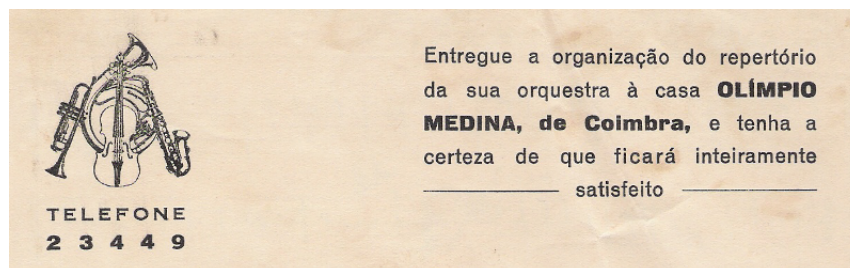 Entregue a organização do repertório
da sua orquestra à casa OLÍMPIO
MEDINA, de Coimbra, e tenha a
certeza de que ficará inteiramente
satisfeito
TELEFONE
23449